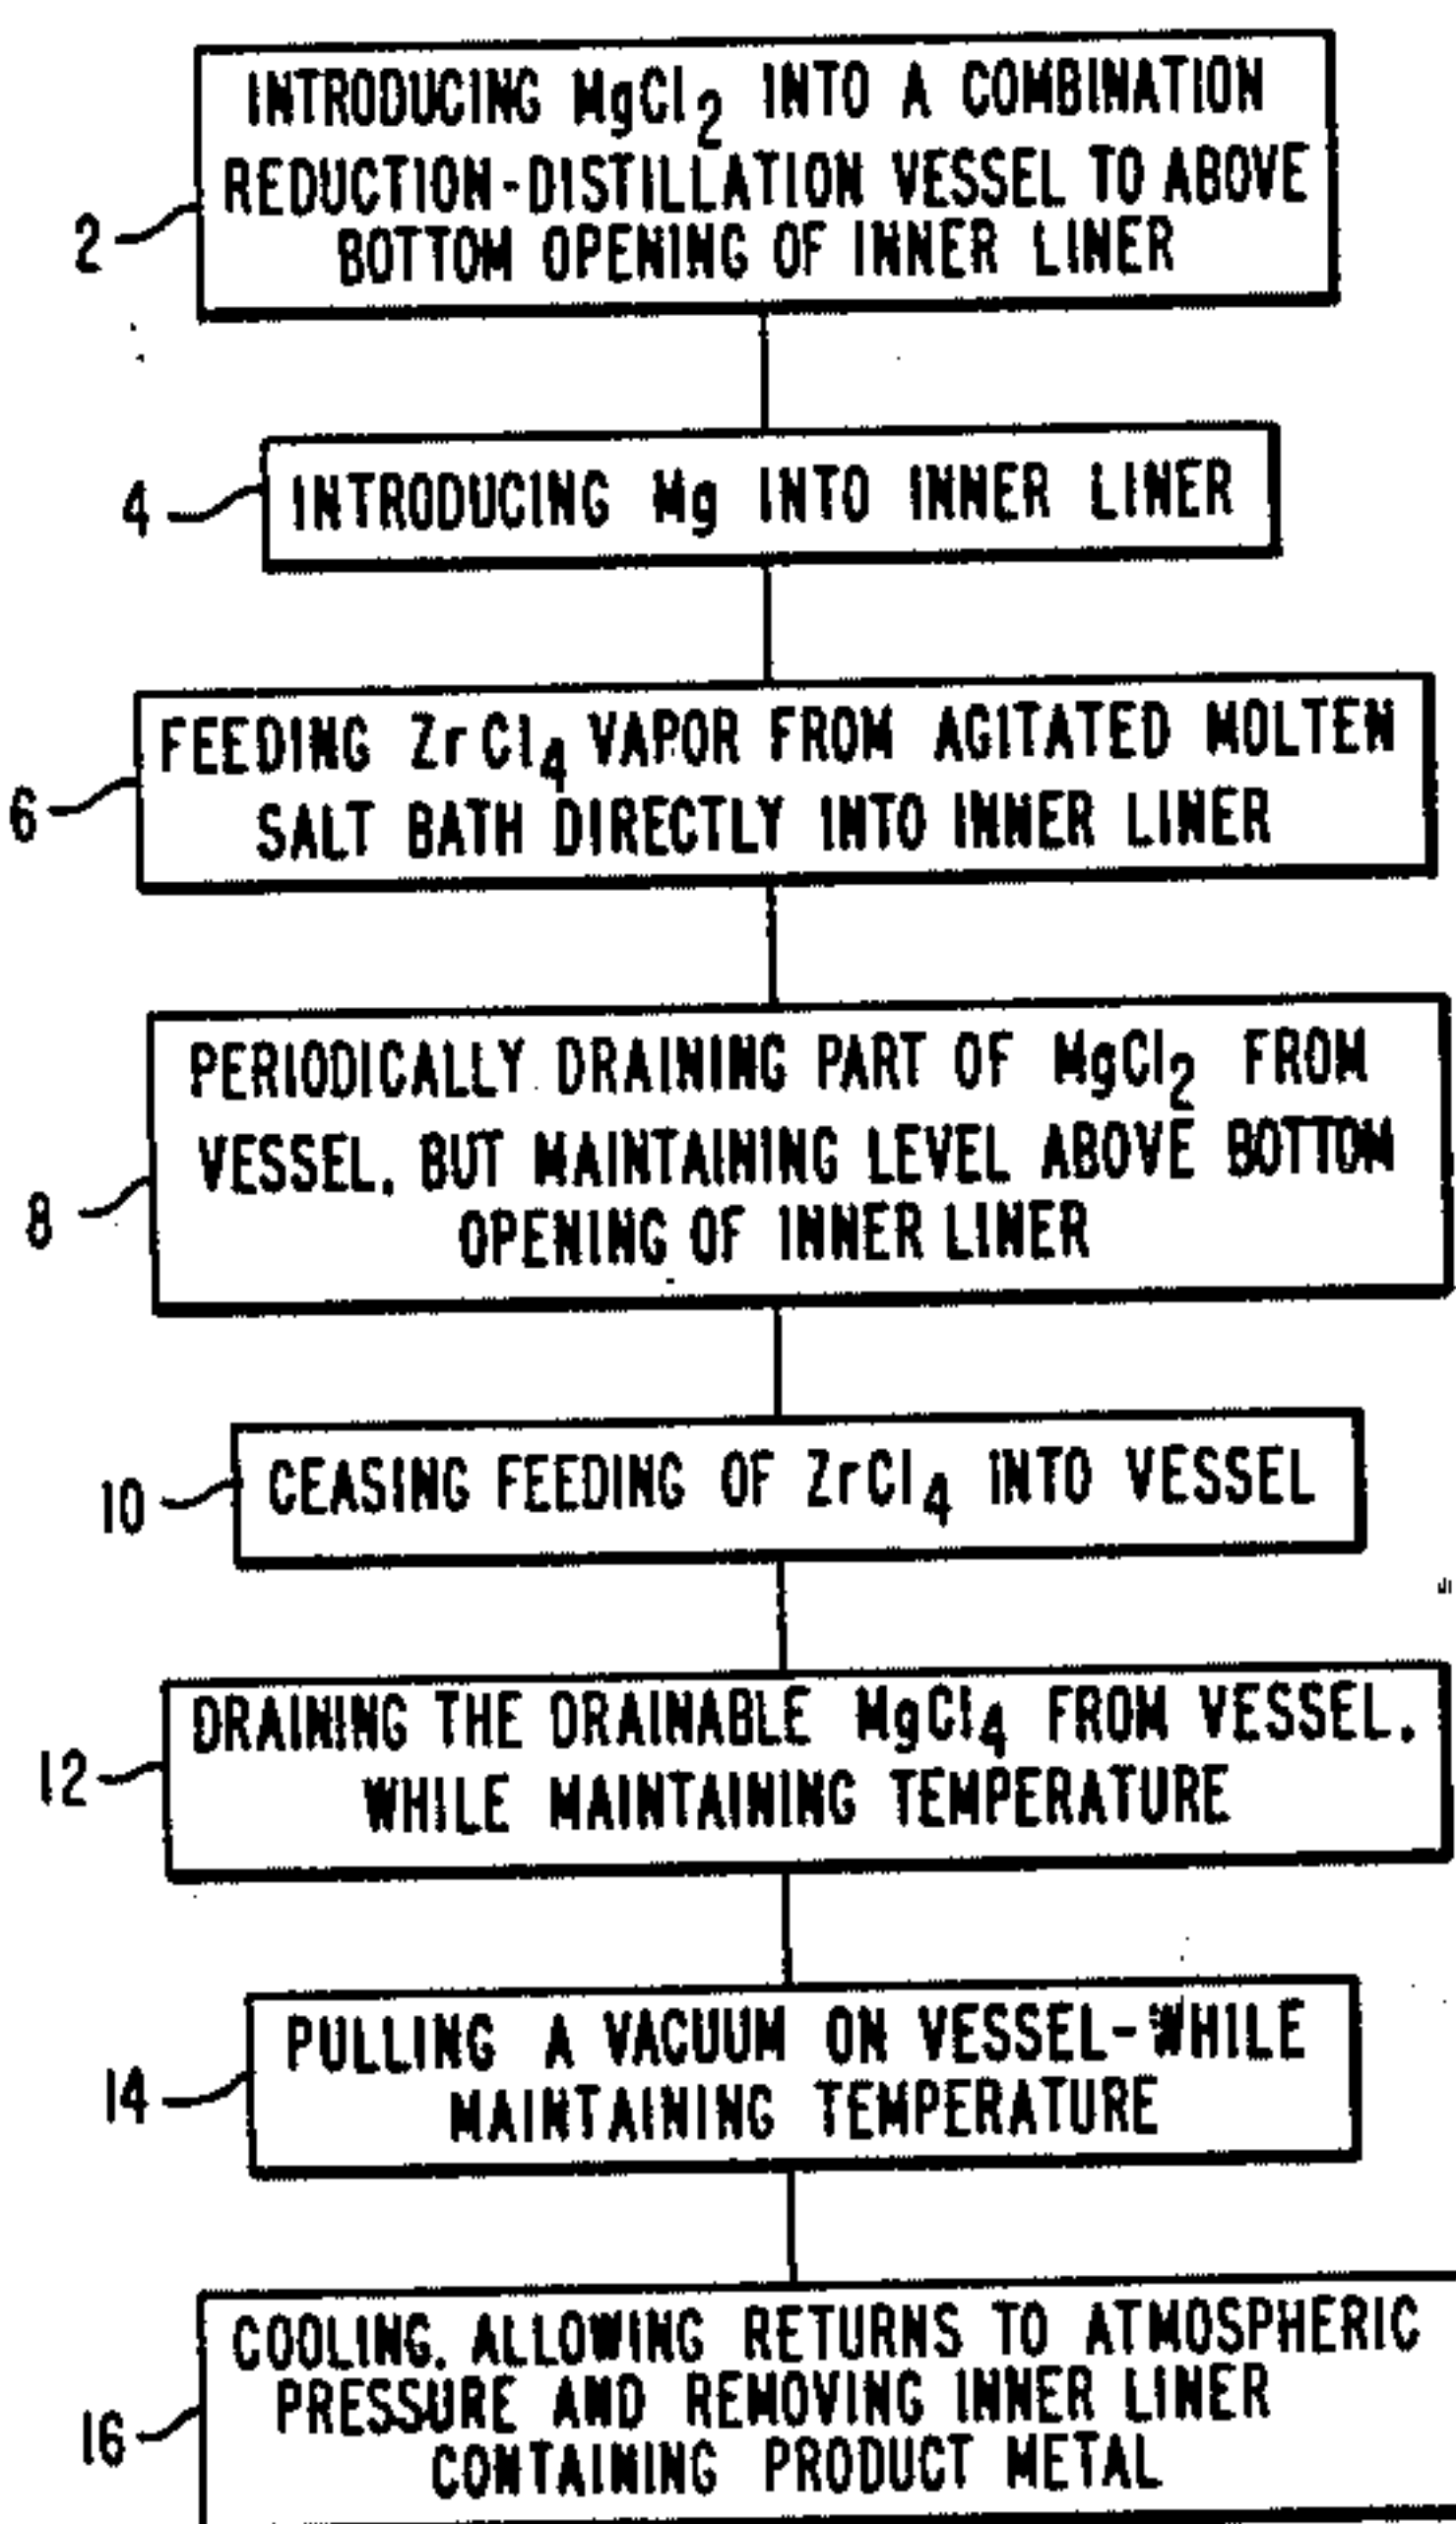 INTRODUCING MgCl2 INTO A COMBINATION
REDUCTION-DISTILLATION VESSEL TO ABOVE
BOTTOM OPENING OF INNER LINER
2
INTRODUCING Mg INTO INNER LINER
4
FEEDING ZrCl4 VAPOR FROM AGITATED MOLTEN
SALT BATH DIRECTLY INTO INNER LINER
6
PERIODICALLY DRAINING PART OF MgCl2 FROM
VESSEL, BUT MAINTAINING LEVEL ABOVE BOTTOM
OPENING OF INNER LINER
8
CEASING FEEDING OF ZrCl4 INTO VESSEL
10
DRAINING THE DRAINABLE MgCl4 FROM VESSEL,
WHILE MAINTAINING TEMPERATURE
12
PULLING A VACUUM ON VESSEL-WHILE
MAINTAINING TEMPERATURE
14
COOLING, ALLOWING RETURNS TO ATMOSPHERIC
PRESSURE AND REMOVING INNER LINER
CONTAINING PRODUCT METAL
16